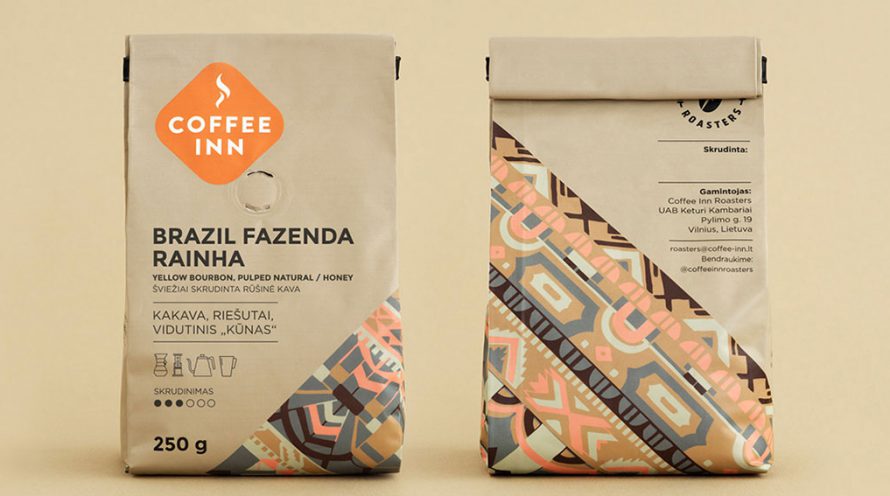 COFFEE
INN
BRAZIL FAZENDA
RAINHA
YELLOW BOURBON, PULPED NATURAL / HONEY
ŠVIEŽIAI SKRUDINTA RŪŠINĖ KAVA
KAKAVA, RIEŠUTAI,
VIDUTINIS „KŪNAS“
SKRUDINIMAS
250 g
ROASTERS
Skrudinta:
Gamintojas:
Coffee Inn Roasters
UAB Keturi Kambariai
Pylimo g. 19
Vilnius, Lietuva
roasters@coffee-inn.lt
Bendraukime:
@coffeeinnroasters